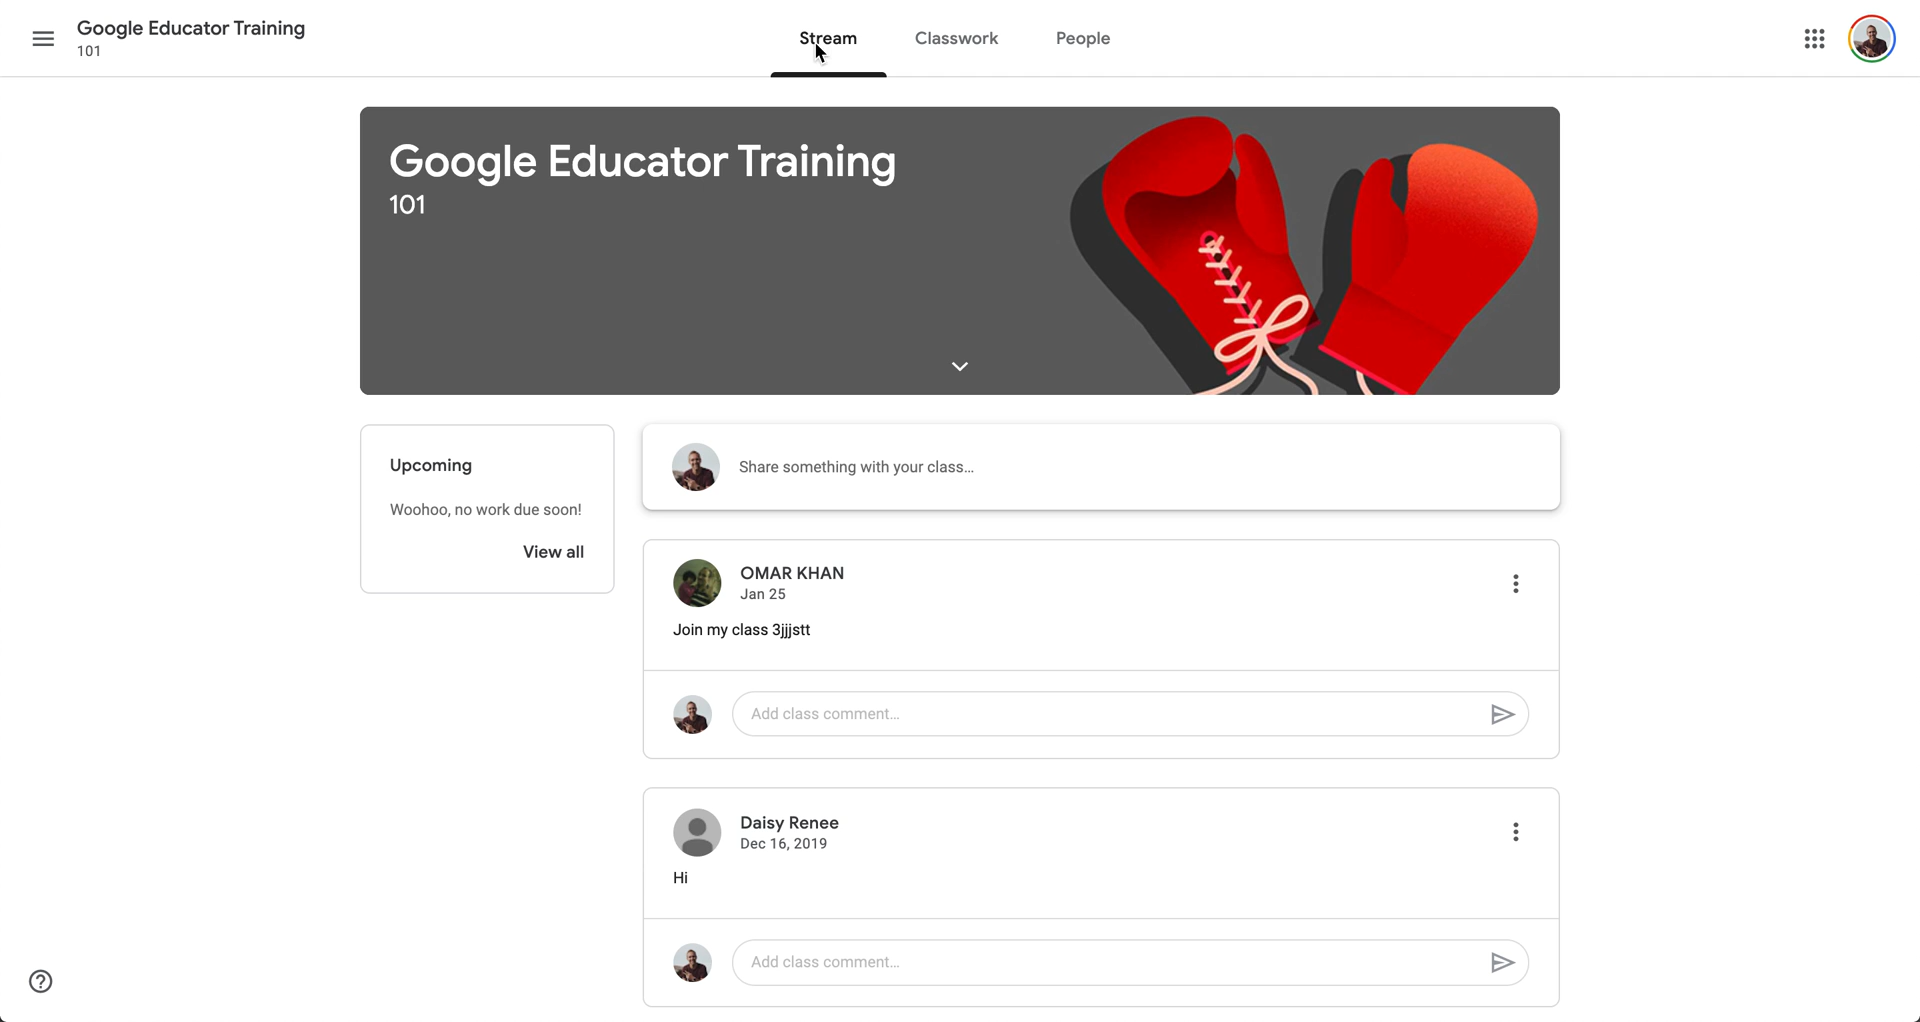 Google Educator Training
101
Stream
Classwork
People
Google Educator Training
101
Upcoming
Woohoo, no work due soon!
View all
Share something with your class...
OMAR KHAN
Jan 25
Join my class 3jjjstt
Add class comment...
Daisy Renee
Dec 16, 2019
Hi
Add class comment...